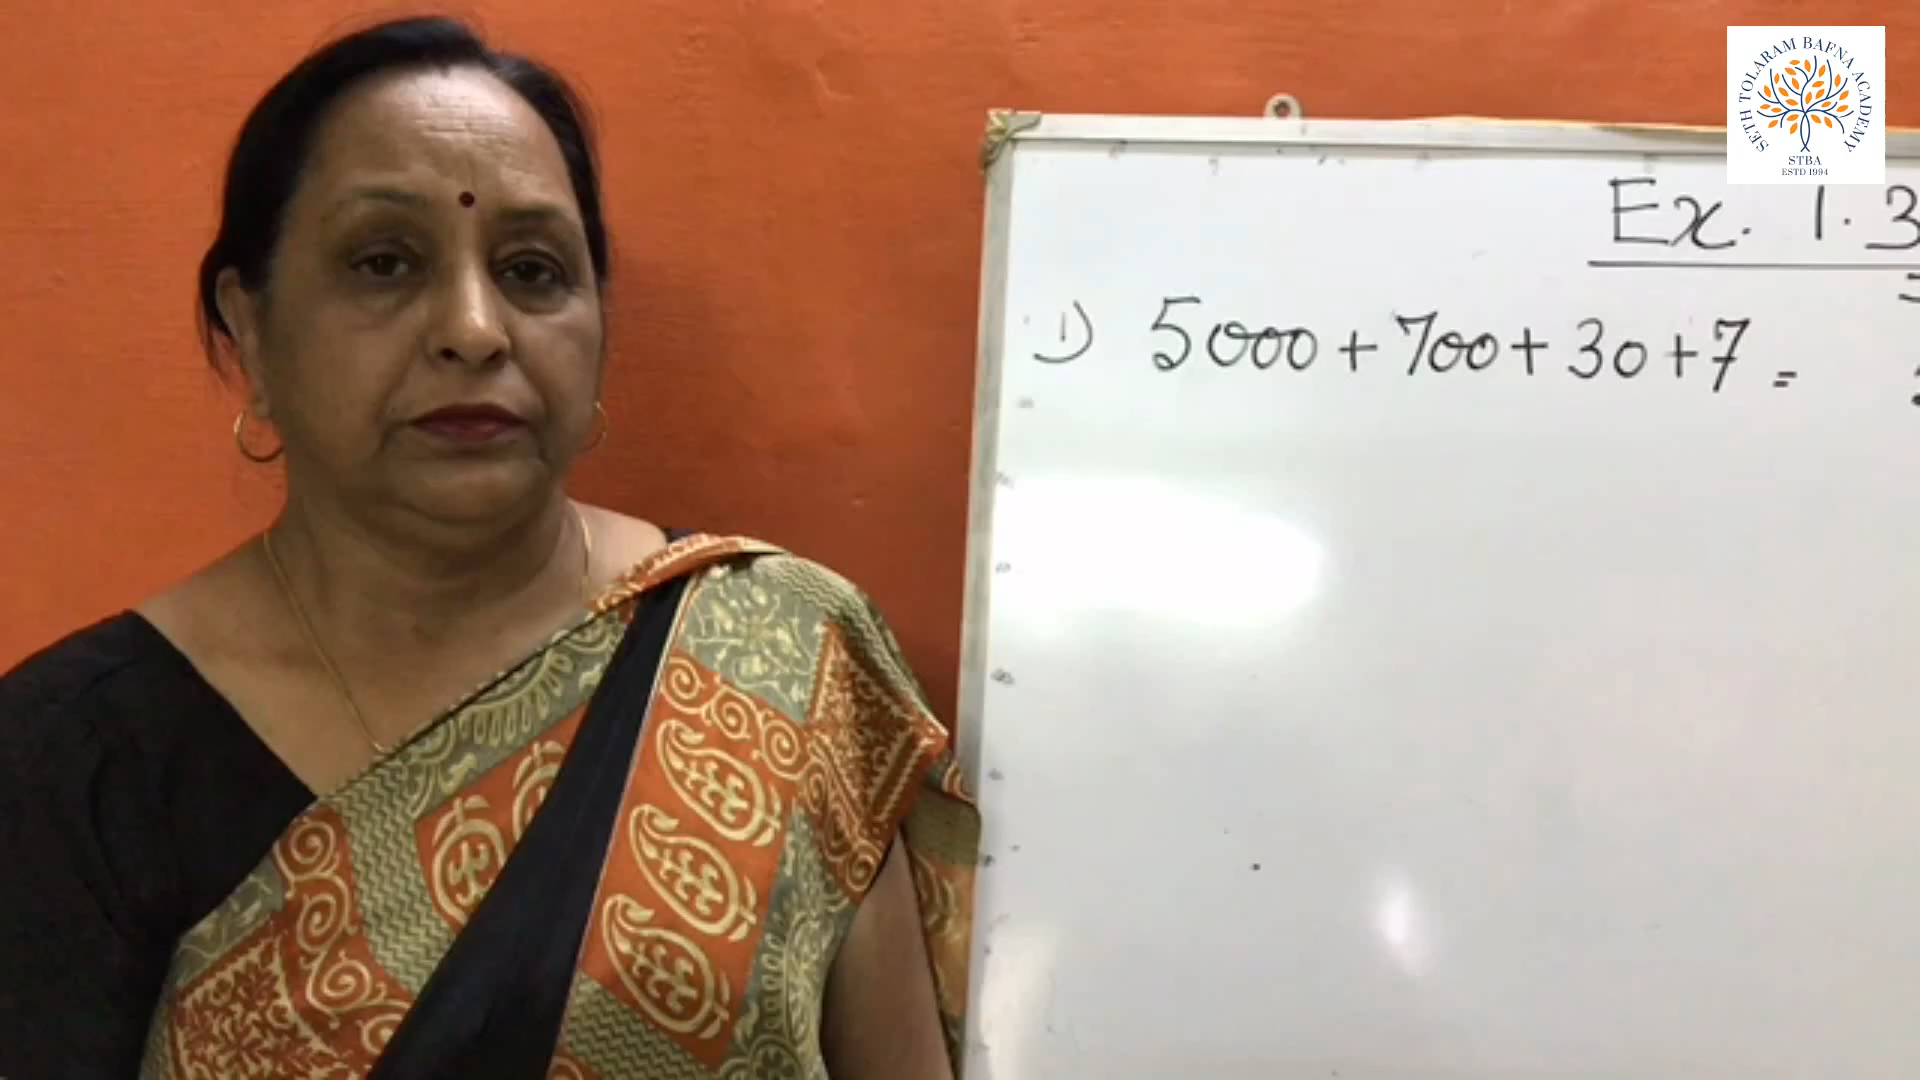 SETH TOLARAM BAFNA ACADEMY
STBA
ESTD 1994
Ex. 1.3
1) 5000 + 700 + 30 + 7 =